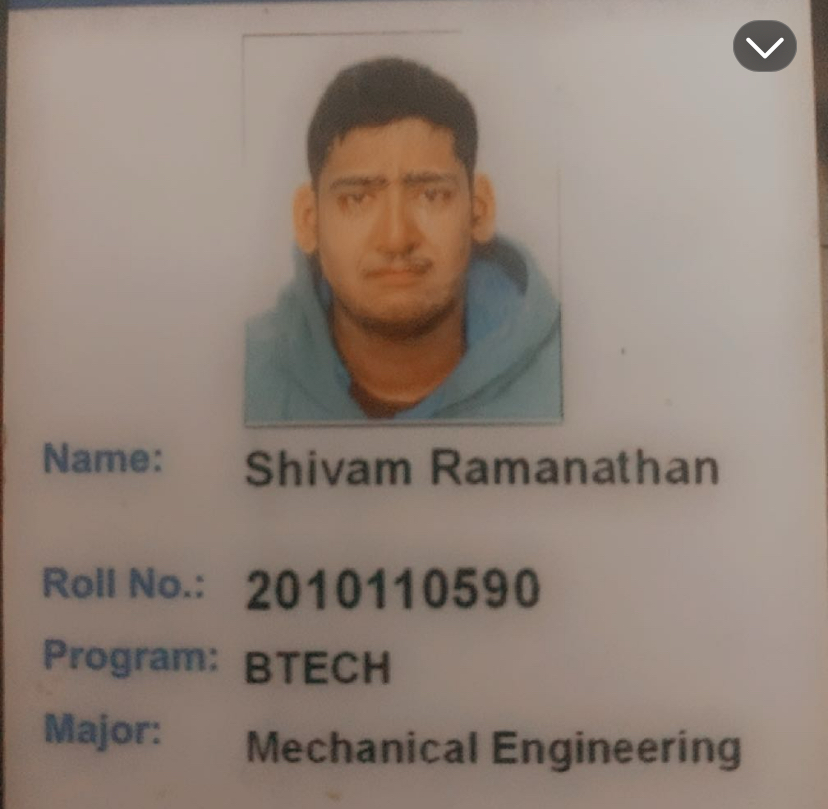 Name: Shivam Ramanathan
Roll No.: 2010110590
Program: BTECH
Major: Mechanical Engineering